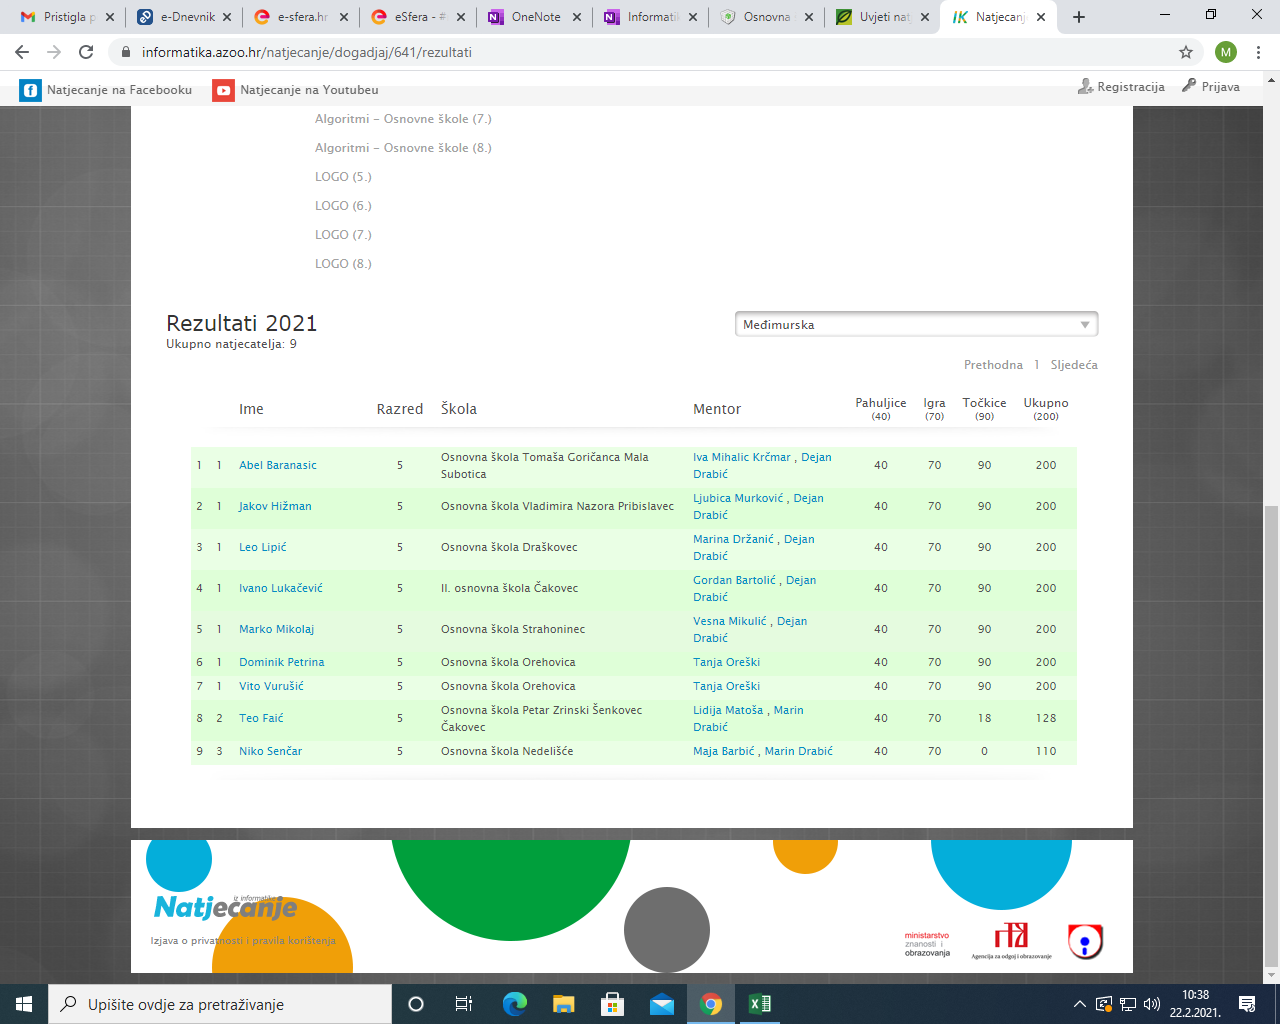 Pristigla p
e-Dnevnik
e-sfera.hr
eSfera - #
OneNote
Informati
Osnovna
Uvjeti nat
Natjecanj
informatika.azoo.hr/natjecanje/dogadjaj/641/rezultati
M
Natjecanje na Facebooku
Natjecanje na Youtubeu
Registracija
Prijava
Algoritmi - Osnovne škole (7.)
Algoritmi - Osnovne škole (8.)
LOGO (5.)
LOGO (6.)
LOGO (7.)
LOGO (8.)
Rezultati 2021
Međimurska
Ukupno natjecatelja: 9
Prethodna 1 Sljedeća
Ime Razred Škola Mentor Pahuljice Igra Točkice Ukupno
(40) (70) (90) (200)
1 1 Abel Baranasic 5 Osnovna škola Tomaša Goričanca Mala Subotica Iva Mihalic Krčmar , Dejan Drabić 40 70 90 200
2 1 Jakov Hižman 5 Osnovna škola Vladimira Nazora Pribislavec Ljubica Murković , Dejan Drabić 40 70 90 200
3 1 Leo Lipić 5 Osnovna škola Draškovec Marina Držanić , Dejan Drabić 40 70 90 200
4 1 Ivano Lukačević 5 II. osnovna škola Čakovec Gordan Bartolić , Dejan Drabić 40 70 90 200
5 1 Marko Mikolaj 5 Osnovna škola Strahoninec Vesna Mikulić , Dejan Drabić 40 70 90 200
6 1 Dominik Petrina 5 Osnovna škola Orehovica Tanja Oreški 40 70 90 200
7 1 Vito Vurušić 5 Osnovna škola Orehovica Tanja Oreški 40 70 90 200
8 2 Teo Faić 5 Osnovna škola Petar Zrinski Šenkovec Čakovec Lidija Matoša , Marin Drabić 40 70 18 128
9 3 Niko Senčar 5 Osnovna škola Nedelišće Maja Barbić , Marin Drabić 40 70 0 110
iz informatike
Natjecanje
Izjava o privatnosti i pravila korištenja
ministarstvo
znanosti i
obrazovanja
Agencija za odgoj i obrazovanje
Upišite ovdje za pretraživanje
10:38
22.2.2021.